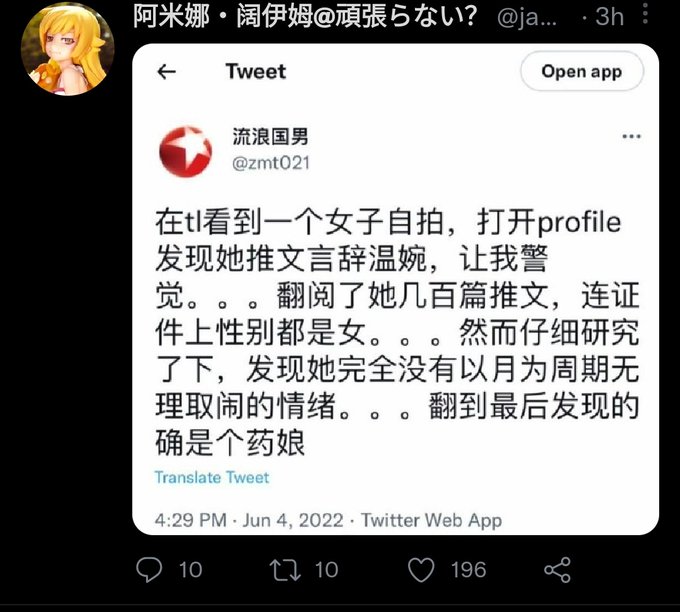 阿米娜·阔伊姆@頑張らない？ @ja... · 3h
Tweet
Open app
流浪国男
@zmt021
在tl看到一个女子自拍，打开profile
发现她推文言辞温婉，让我警
觉。。。翻阅了她几百篇推文，连证
件上性别都是女。。。然而仔细研究
了下，发现她完全没有以月为周期无
理取闹的情绪。。。翻到最后发现的
确是个药娘
Translate Tweet
4:29 PM · Jun 4, 2022 · Twitter Web App
10 10 196